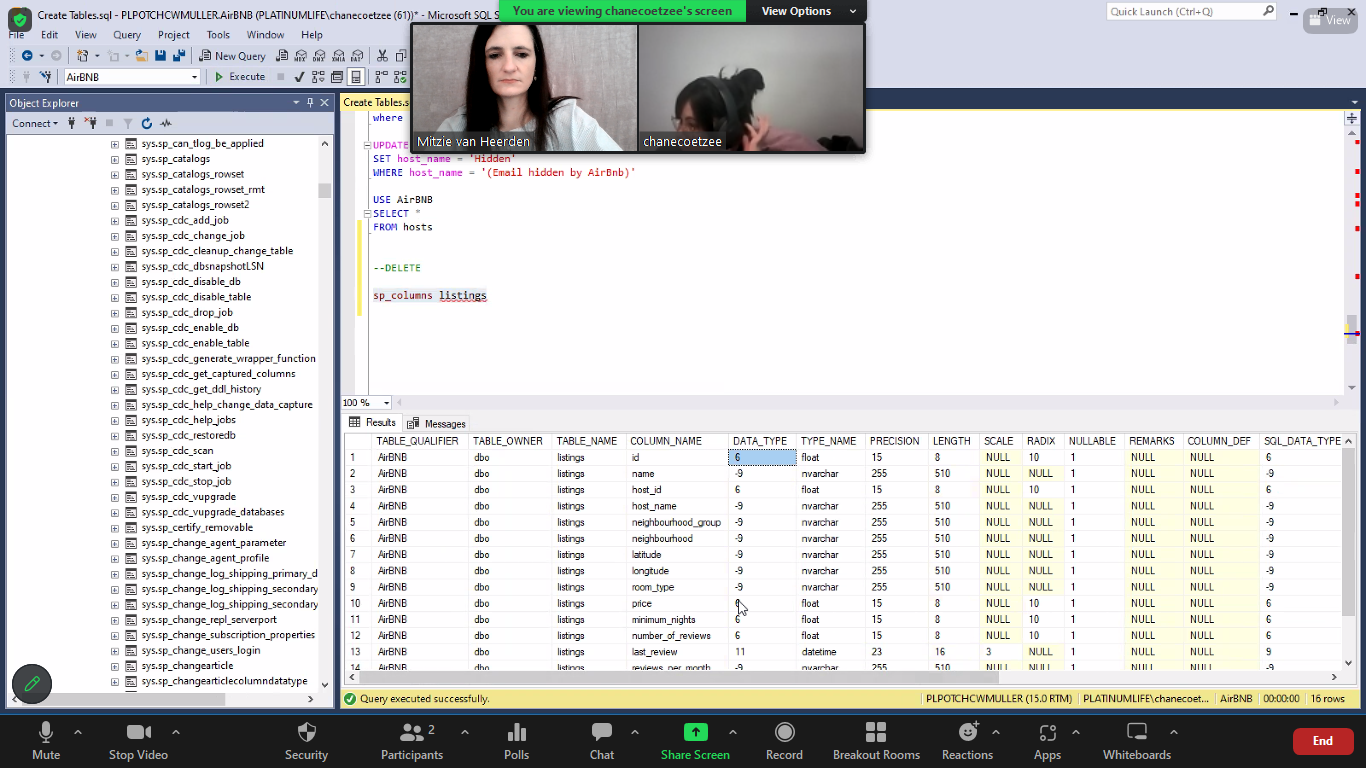 Create Tables.sql - PLPOTCHCWMULLER.AirBNB (PLATINUMLIFE\chanecoetzee (61))* - Microsoft SQL S
You are viewing chanecoetzee's screen
View Options
Quick Launch (Ctrl+Q)
View
File Edit View Query Project Tools Window Help
New Query
AirBNB
Execute
Object Explorer
Connect
sys.sp_can_tlog_be_applied
sys.sp_catalogs
sys.sp_catalogs_rowset
sys.sp_catalogs_rowset_rmt
sys.sp_catalogs_rowset2
sys.sp_cdc_add_job
sys.sp_cdc_change_job
sys.sp_cdc_cleanup_change_table
sys.sp_cdc_dbsnapshotLSN
sys.sp_cdc_disable_db
sys.sp_cdc_disable_table
sys.sp_cdc_drop_job
sys.sp_cdc_enable_db
sys.sp_cdc_enable_table
sys.sp_cdc_generate_wrapper_function
sys.sp_cdc_get_captured_columns
sys.sp_cdc_get_ddl_history
sys.sp_cdc_help_change_data_capture
sys.sp_cdc_help_jobs
sys.sp_cdc_restoredb
sys.sp_cdc_scan
sys.sp_cdc_start_job
sys.sp_cdc_stop_job
sys.sp_cdc_vupgrade
sys.sp_cdc_vupgrade_databases
sys.sp_certify_removable
sys.sp_change_agent_parameter
sys.sp_change_agent_profile
sys.sp_change_log_shipping_primary_d
sys.sp_change_log_shipping_secondary
sys.sp_change_log_shipping_secondary
sys.sp_change_repl_serverport
sys.sp_change_subscription_properties
sys.sp_change_users_login
sys.sp_changearticle
sys.sp_changearticlecolumndatatype
Create Tables.s
Mitzie van Heerden
chanecoetzee
where
UPDATE
SET host_name = 'Hidden'
WHERE host_name = '(Email hidden by AirBnb)'
USE AirBNB
SELECT *
FROM hosts
--DELETE
sp_columns listings
100 %
Results Messages
TABLE_QUALIFIER TABLE_OWNER TABLE_NAME COLUMN_NAME DATA_TYPE TYPE_NAME PRECISION LENGTH SCALE RADIX NULLABLE REMARKS COLUMN_DEF SQL_DATA_TYPE
1 AirBNB dbo listings id 6 float 15 8 NULL 10 1 NULL NULL 6
2 AirBNB dbo listings name -9 nvarchar 255 510 NULL NULL 1 NULL NULL -9
3 AirBNB dbo listings host_id 6 float 15 8 NULL 10 1 NULL NULL 6
4 AirBNB dbo listings host_name -9 nvarchar 255 510 NULL NULL 1 NULL NULL -9
5 AirBNB dbo listings neighbourhood_group -9 nvarchar 255 510 NULL NULL 1 NULL NULL -9
6 AirBNB dbo listings neighbourhood -9 nvarchar 255 510 NULL NULL 1 NULL NULL -9
7 AirBNB dbo listings latitude -9 nvarchar 255 510 NULL NULL 1 NULL NULL -9
8 AirBNB dbo listings longitude -9 nvarchar 255 510 NULL NULL 1 NULL NULL -9
9 AirBNB dbo listings room_type -9 nvarchar 255 510 NULL NULL 1 NULL NULL -9
10 AirBNB dbo listings price 6 float 15 8 NULL 10 1 NULL NULL 6
11 AirBNB dbo listings minimum_nights 6 float 15 8 NULL 10 1 NULL NULL 6
12 AirBNB dbo listings number_of_reviews 6 float 15 8 NULL 10 1 NULL NULL 6
13 AirBNB dbo listings last_review 11 datetime 23 16 3 NULL 1 NULL NULL 9
14 AirBNB dbo listings reviews_per_month -9 nvarchar 255 510 NULL NULL 1 NULL NULL -9
Query executed successfully.
PLPOTCHCWMULLER (15.0 RTM) PLATINUMLIFE\chanecoet... AirBNB 00:00:00 16 rows
2
Mute Stop Video Security Participants Polls Chat Share Screen Record Breakout Rooms Reactions Apps Whiteboards End